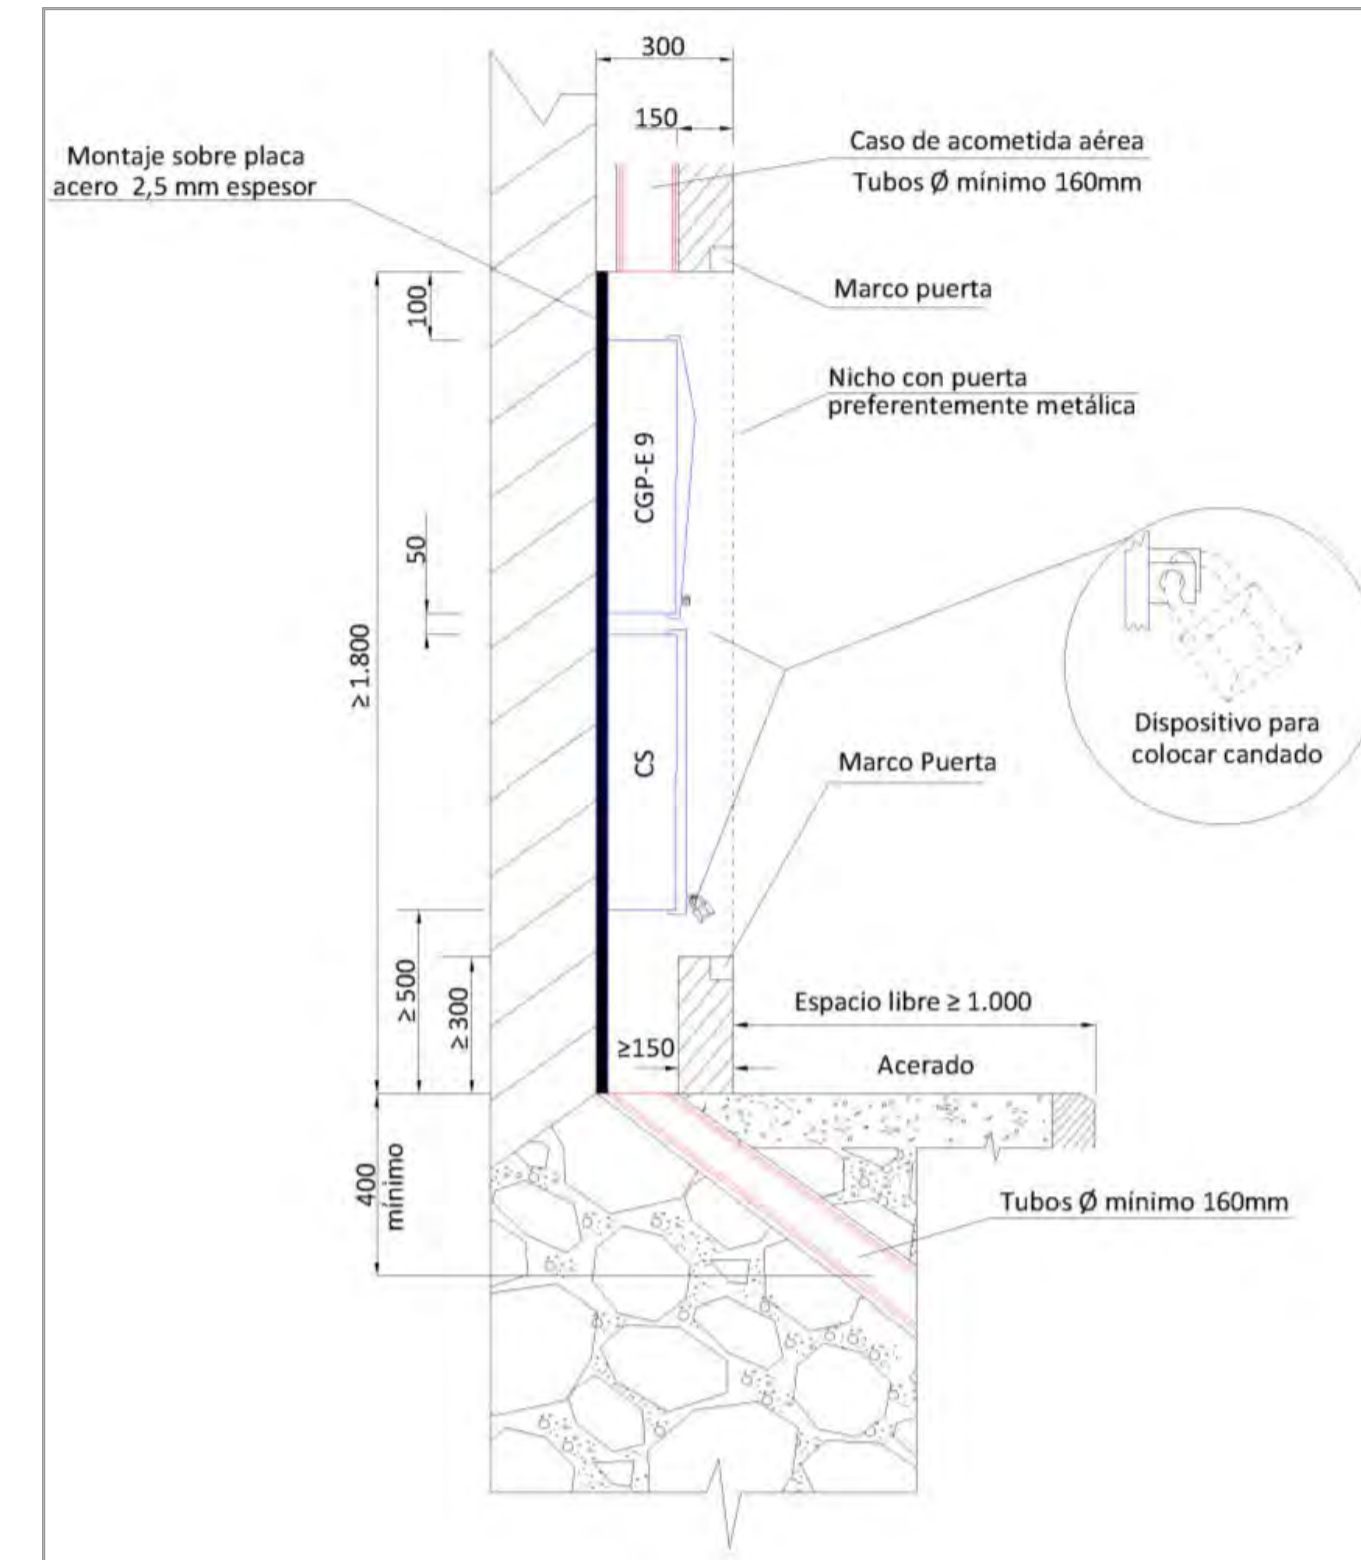 300
150
Caso de acometida aérea
Tubos Ø mínimo 160mm
Montaje sobre placa
acero 2,5 mm espesor
Marco puerta
100
Nicho con puerta
preferentemente metálica
CGP-E 9
50
≥ 1.800
Dispositivo para
colocar candado
CS
Marco Puerta
≥ 500
≥ 300
Espacio libre ≥ 1.000
≥150
Acerado
400
mínimo
Tubos Ø mínimo 160mm